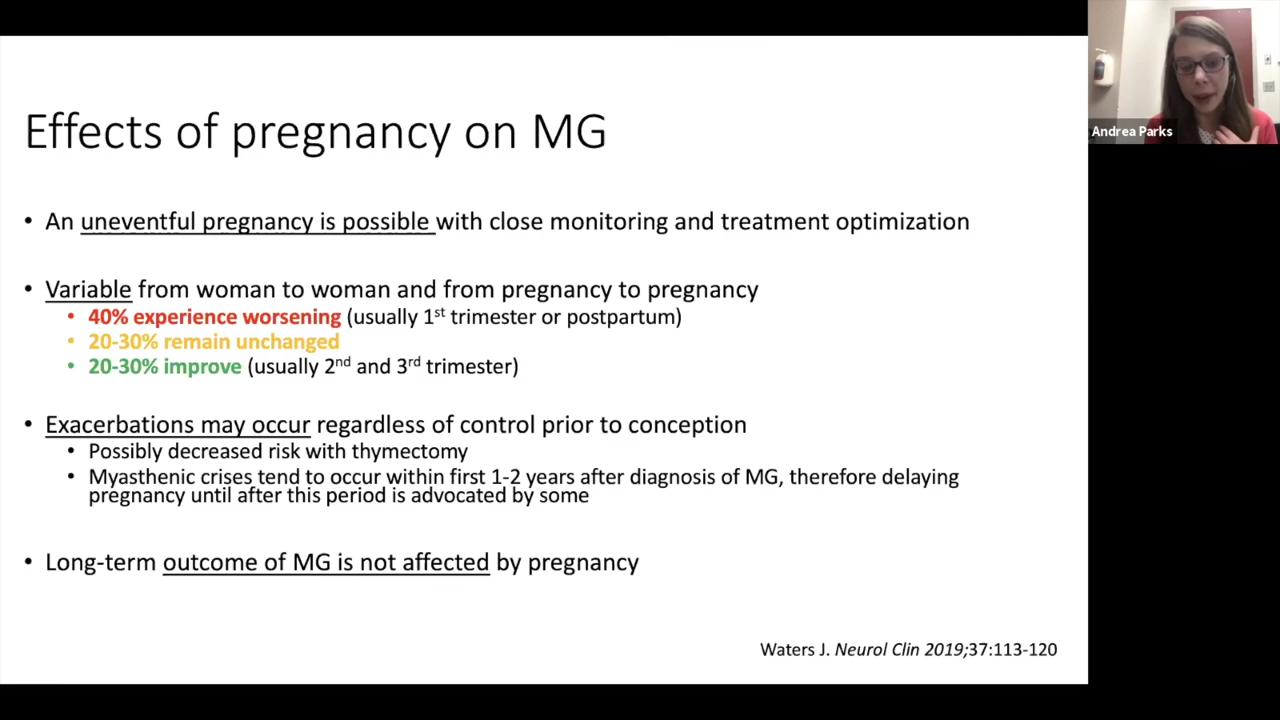 Effects of pregnancy on MG
Andrea Parks
• An uneventful pregnancy is possible with close monitoring and treatment optimization
• Variable from woman to woman and from pregnancy to pregnancy
• 40% experience worsening (usually 1st trimester or postpartum)
• 20-30% remain unchanged
• 20-30% improve (usually 2nd and 3rd trimester)
• Exacerbations may occur regardless of control prior to conception
• Possibly decreased risk with thymectomy
• Myasthenic crises tend to occur within first 1-2 years after diagnosis of MG, therefore delaying
pregnancy until after this period is advocated by some
• Long-term outcome of MG is not affected by pregnancy
Waters J. Neurol Clin 2019;37:113-120